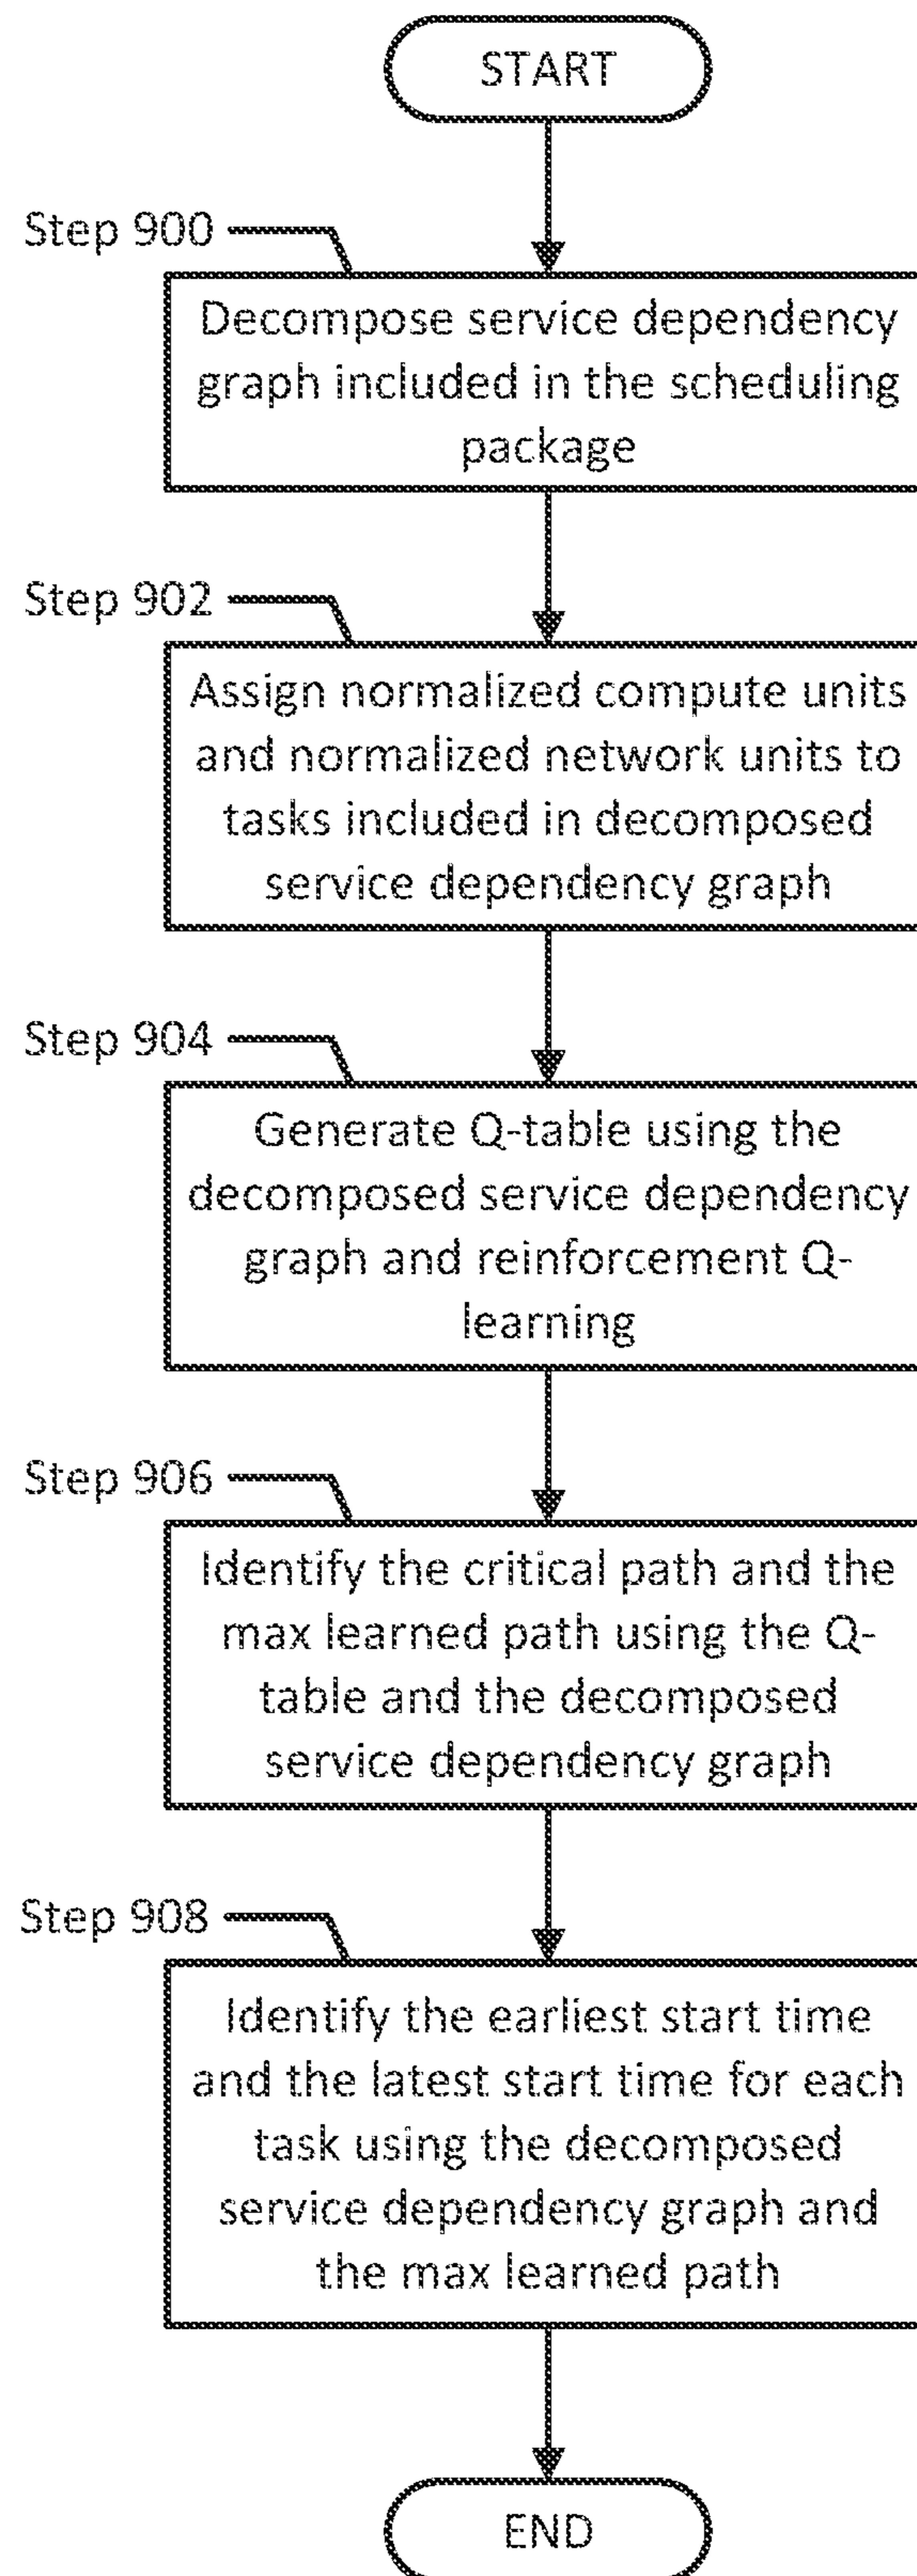 START
Step 900
Decompose service dependency
graph included in the scheduling
package
Step 902
Assign normalized compute units
and normalized network units to
tasks included in decomposed
service dependency graph
Step 904
Generate Q-table using the
decomposed service dependency
graph and reinforcement Q-
learning
Step 906
Identify the critical path and the
max learned path using the Q-
table and the decomposed
service dependency graph
Step 908
Identify the earliest start time
and the latest start time for each
task using the decomposed
service dependency graph and
the max learned path
END